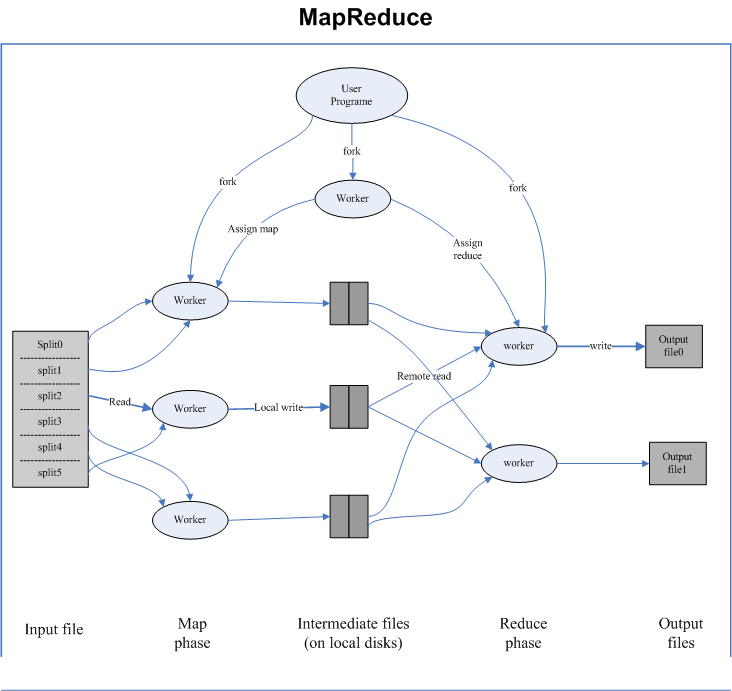 MapReduce
User
Programe
fork
fork
fork
Worker
Assign map
Assign
reduce
Worker
Split0
split1
split2
split3
split4
split5
Read
Worker
Local write
Remote read
Worker
worker
worker
write
Output
file0
Output
file1
Input file
Map
phase
Intermediate files
(on local disks)
Reduce
phase
Output
files